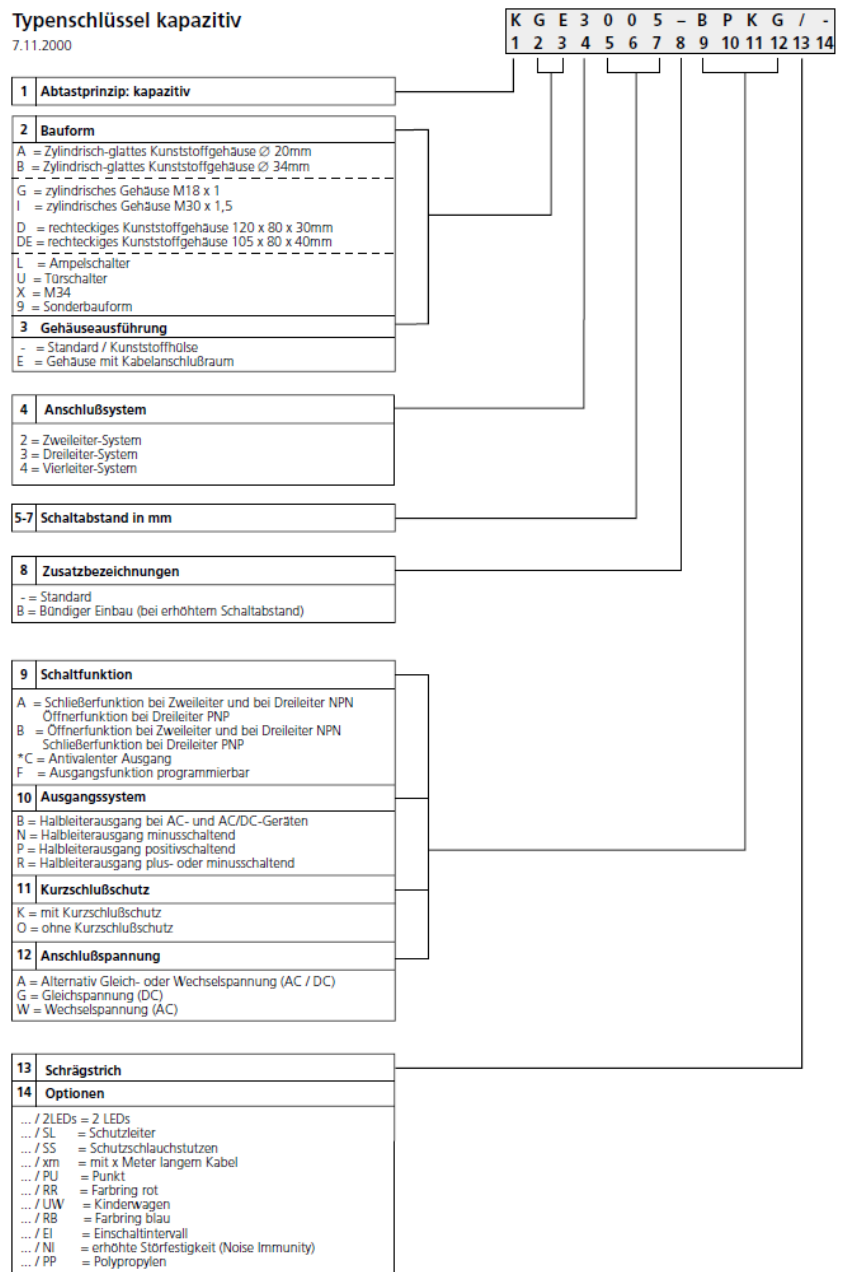 Typenschlüssel kapazitiv
7.11.2000
K G E 3 0 0 5 – B P K G / -
1 2 3 4 5 6 7 8 9 10 11 12 13 14
1 Abtastprinzip: kapazitiv
2 Bauform
A = Zylindrisch-glattes Kunststoffgehäuse Ø 20mm
B = Zylindrisch-glattes Kunststoffgehäuse Ø 34mm
G = zylindrisches Gehäuse M18 x 1
I = zylindrisches Gehäuse M30 x 1,5
D = rechteckiges Kunststoffgehäuse 120 x 80 x 30mm
DE = rechteckiges Kunststoffgehäuse 105 x 80 x 40mm
L = Ampelschalter
U = Türschalter
X = M34
9 = Sonderbauform
3 Gehäuseausführung
- = Standard / Kunststoffhülse
E = Gehäuse mit Kabelanschlußraum
4 Anschlußsystem
2 = Zweileiter-System
3 = Dreileiter-System
4 = Vierleiter-System
5-7 Schaltabstand in mm
8 Zusatzbezeichnungen
- = Standard
B = Bündiger Einbau (bei erhöhtem Schaltabstand)
9 Schaltfunktion
A = Schließerfunktion bei Zweileiter und bei Dreileiter NPN
Öffnerfunktion bei Dreileiter PNP
B = Öffnerfunktion bei Zweileiter und bei Dreileiter NPN
Schließerfunktion bei Dreileiter PNP
*C = Antivalenter Ausgang
F = Ausgangsfunktion programmierbar
10 Ausgangssystem
B = Halbleiterausgang bei AC- und AC/DC-Geräten
N = Halbleiterausgang minusschaltend
P = Halbleiterausgang positivschaltend
R = Halbleiterausgang plus- oder minusschaltend
11 Kurzschlußschutz
K = mit Kurzschlußschutz
O = ohne Kurzschlußschutz
12 Anschlußspannung
A = Alternativ Gleich- oder Wechselspannung (AC / DC)
G = Gleichspannung (DC)
W = Wechselspannung (AC)
13 Schrägstrich
14 Optionen
... / 2LEDs = 2 LEDs
... / SL = Schutzleiter
... / SS = Schutzschlauchstutzen
... / xm = mit x Meter langem Kabel
... / PU = Punkt
... / RR = Farbring rot
... / UW = Kinderwagen
... / RB = Farbring blau
... / EI = Einschaltintervall
... / NI = erhöhte Störfestigkeit (Noise Immunity)
... / PP = Polypropylen